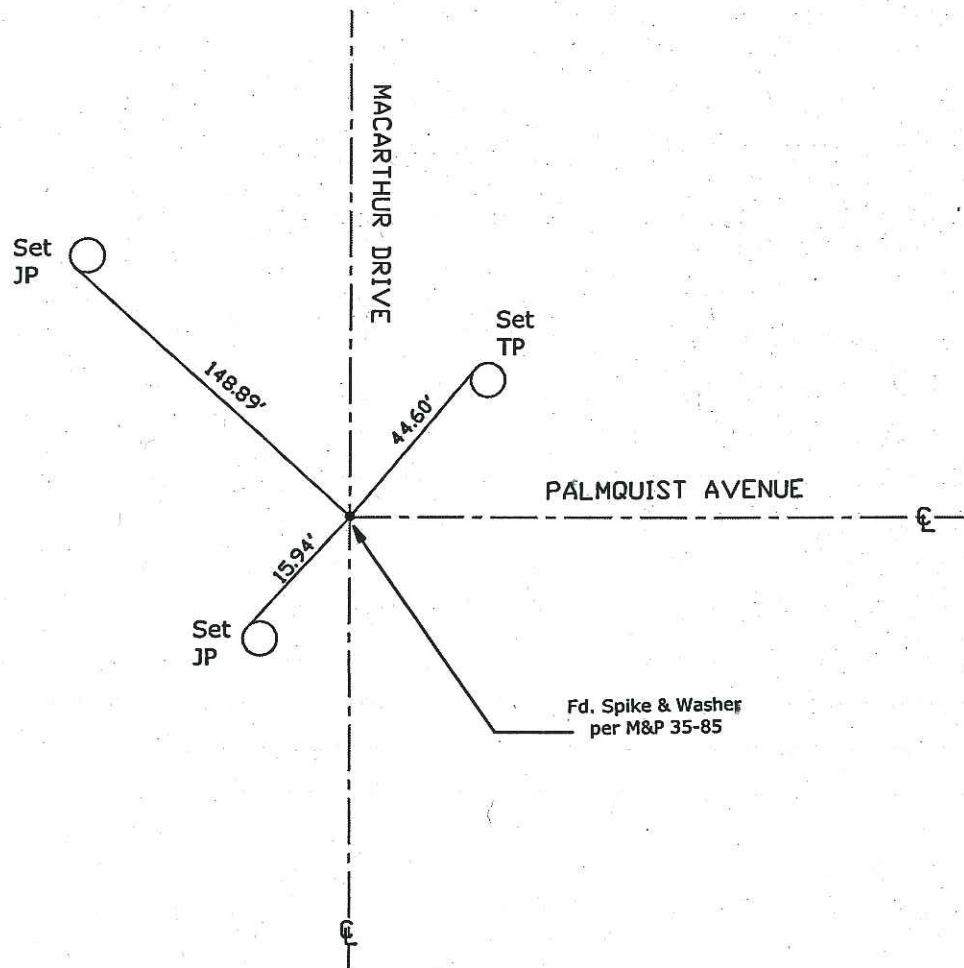 MACARTHUR DRIVE
Set
JP
148.89'
Set
TP
44.60'
PALMQUIST AVENUE
℄
15.94'
Set
JP
Fd. Spike & Washer
per M&P 35-85
℄